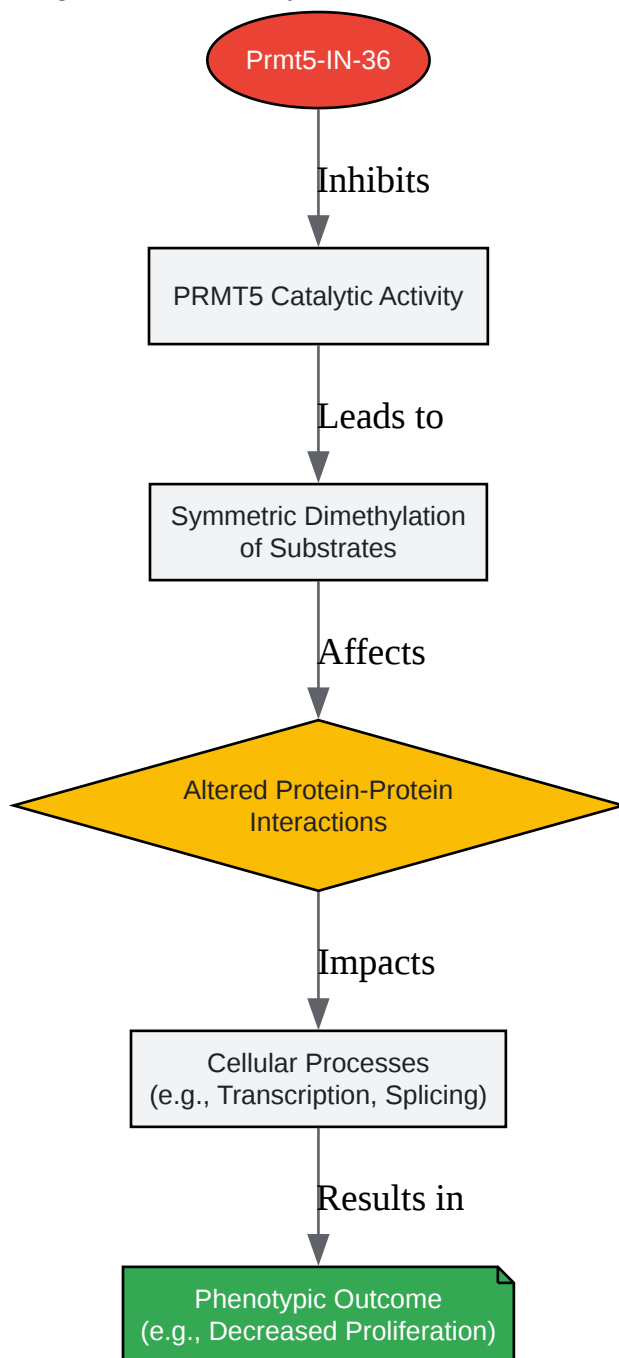 Prmt5-IN-36
Inhibits
PRMT5 Catalytic Activity
Leads to
Symmetric Dimethylation
of Substrates
Affects
Altered Protein-Protein
Interactions
Impacts
Cellular Processes
(e.g., Transcription, Splicing)
Results in
Phenotypic Outcome
(e.g., Decreased Proliferation)